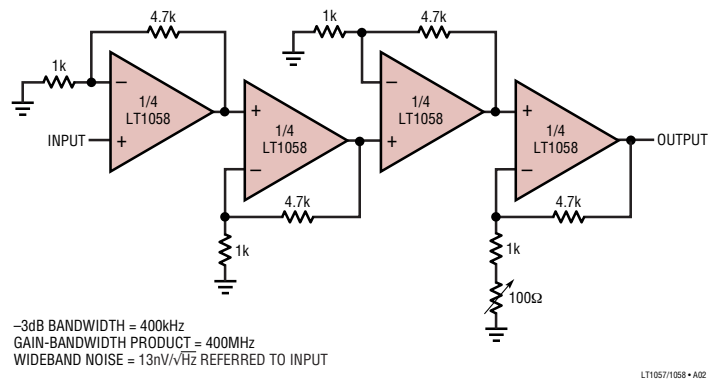 1k
4.7k
1k
4.7k
–
1/4
LT1058
INPUT
+
+
1/4
LT1058
–
4.7k
1k
–
1/4
LT1058
+
+
1/4
LT1058
–
OUTPUT
4.7k
1k
100Ω
–3dB BANDWIDTH = 400kHz
GAIN-BANDWIDTH PRODUCT = 400MHz
WIDEBAND NOISE = 13nV/√Hz REFERRED TO INPUT
LT1057/1058 • A02